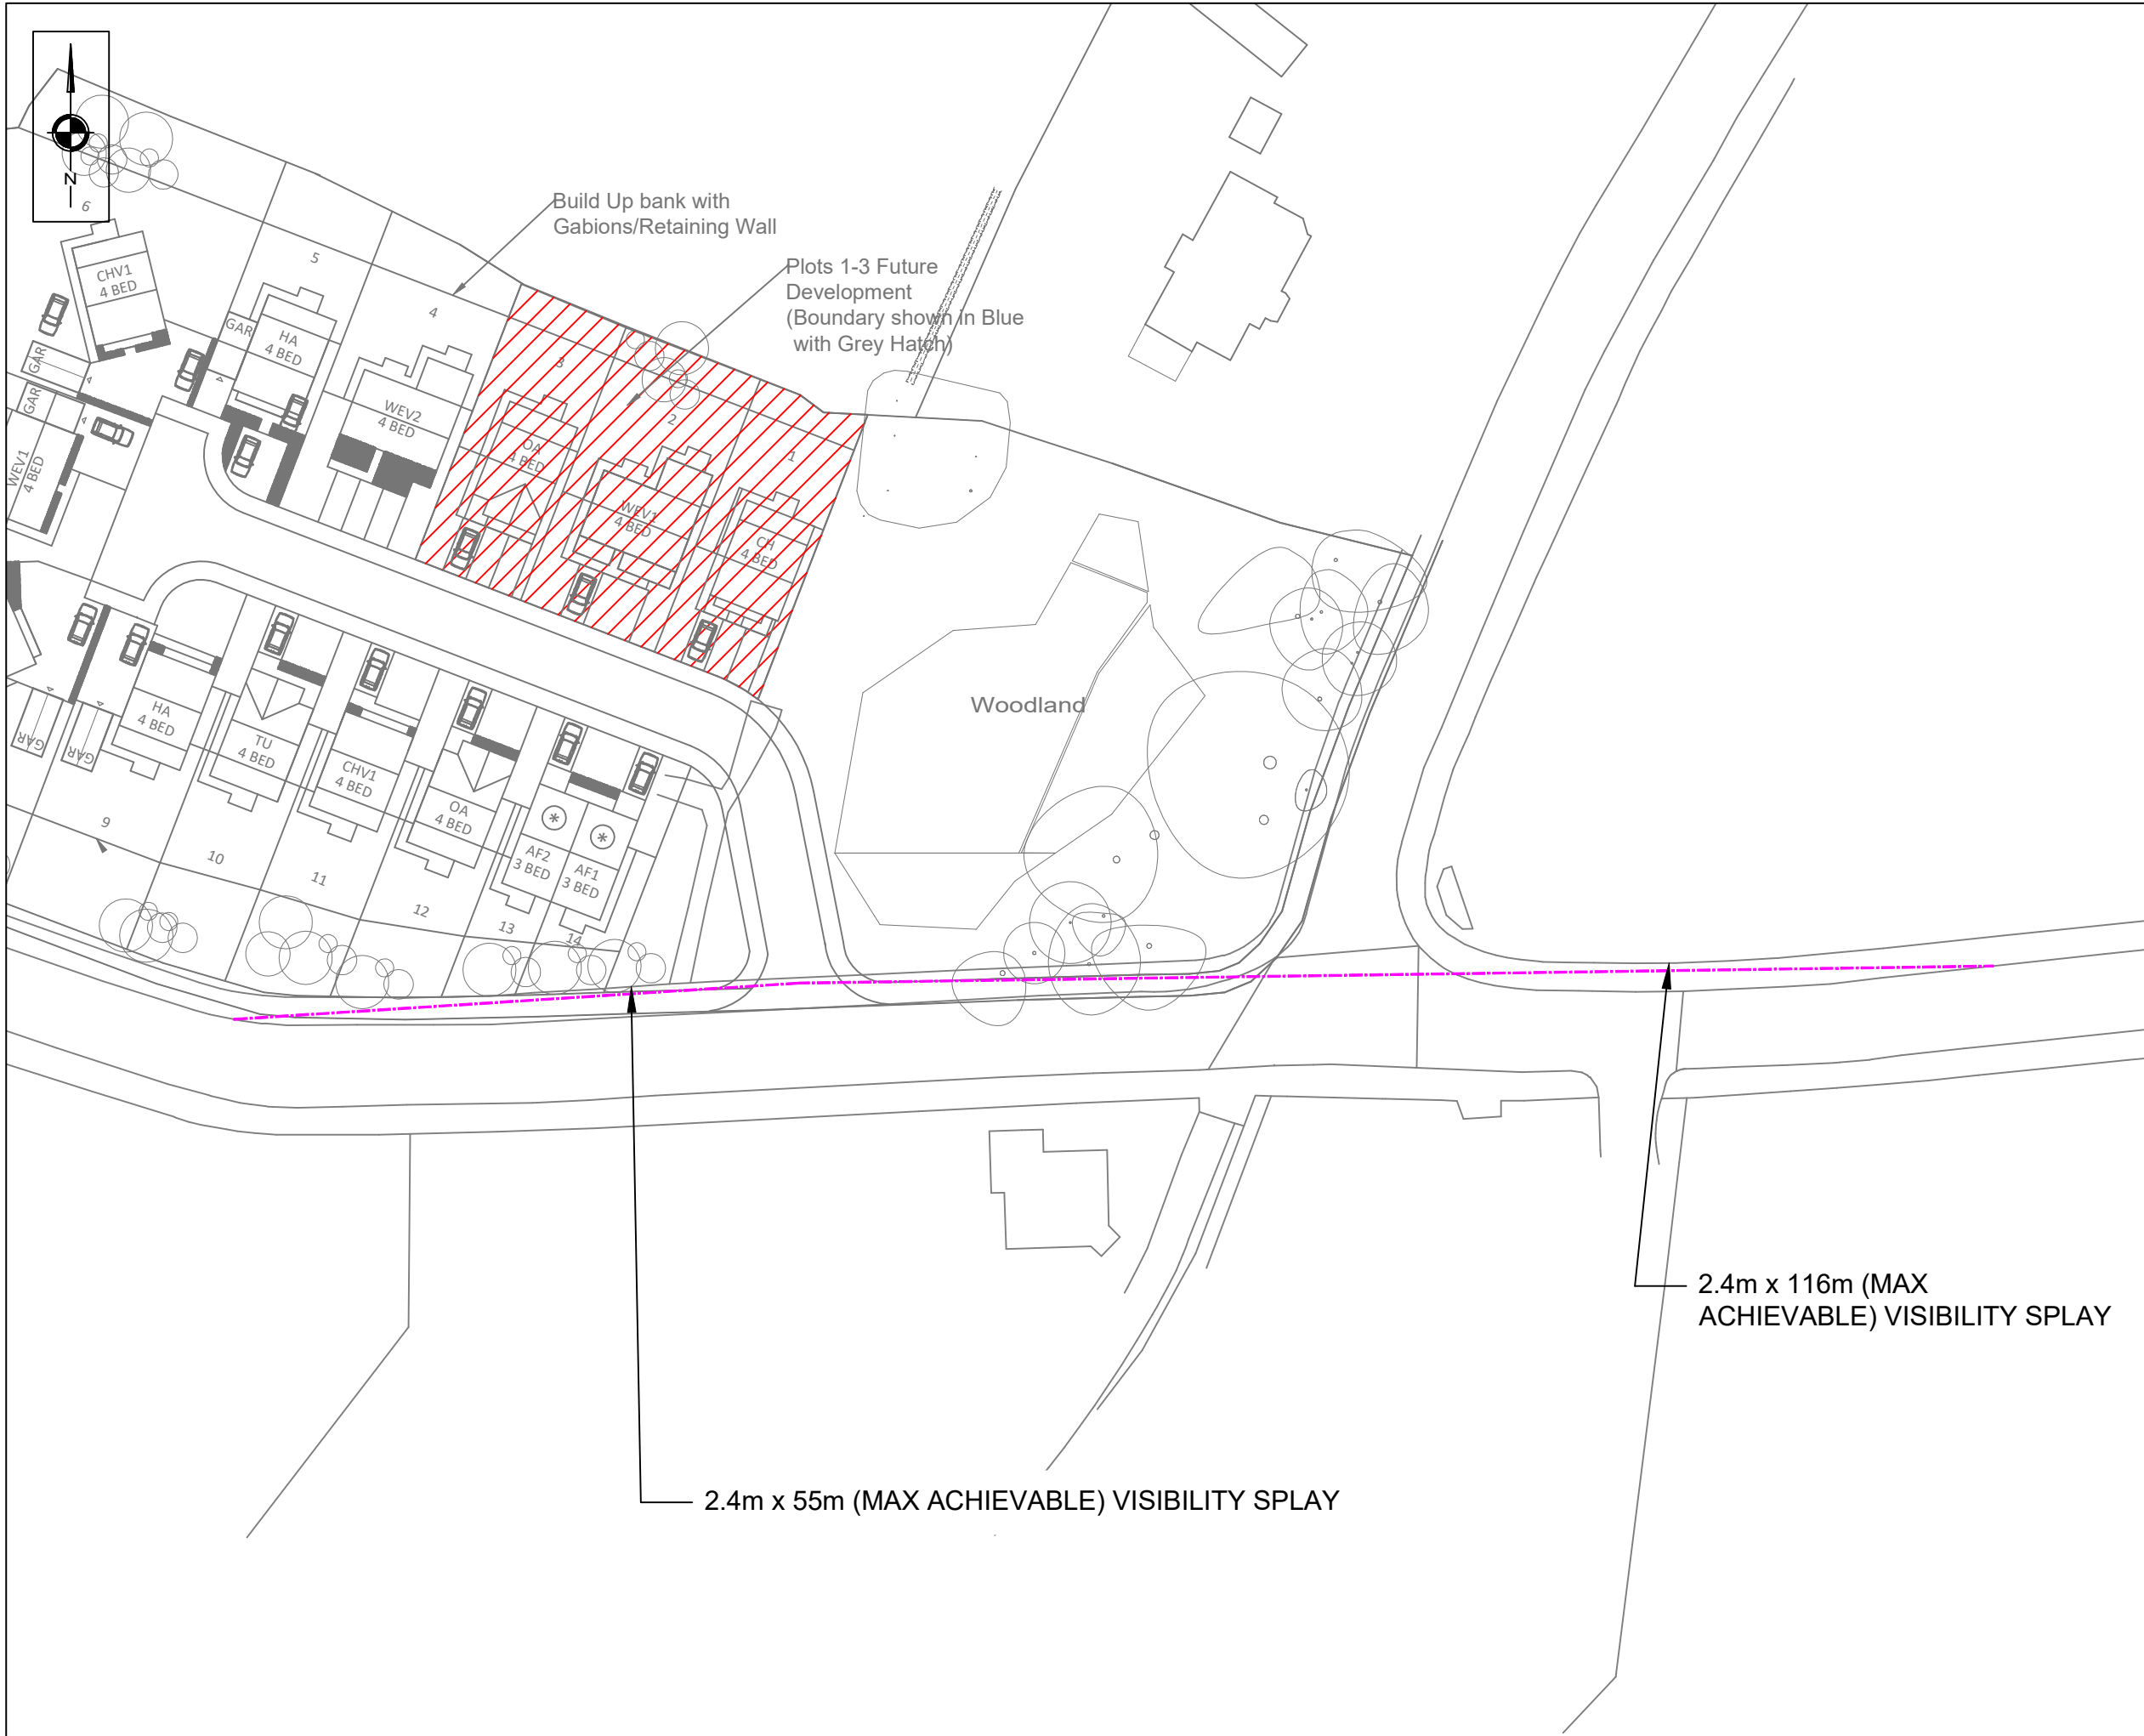 N
6
CHV1
4 BED
GAR
GAR
WEV1
4 BED
5
GAR
HA
4 BED
4
WEV2
4 BED
Build Up bank with
Gabions/Retaining Wall
Plots 1-3 Future
Development
(Boundary shown in Blue
with Grey Hatch)
3
OA
4 BED
2
WEV1
4 BED
1
CH
4 BED
Woodland
GAR
GAR
HA
4 BED
TU
4 BED
CHV1
4 BED
OA
4 BED
*
*
AF2
3 BED
AF1
3 BED
9
10
11
12
13
14
2.4m x 116m (MAX
ACHIEVABLE) VISIBILITY SPLAY
2.4m x 55m (MAX ACHIEVABLE) VISIBILITY SPLAY